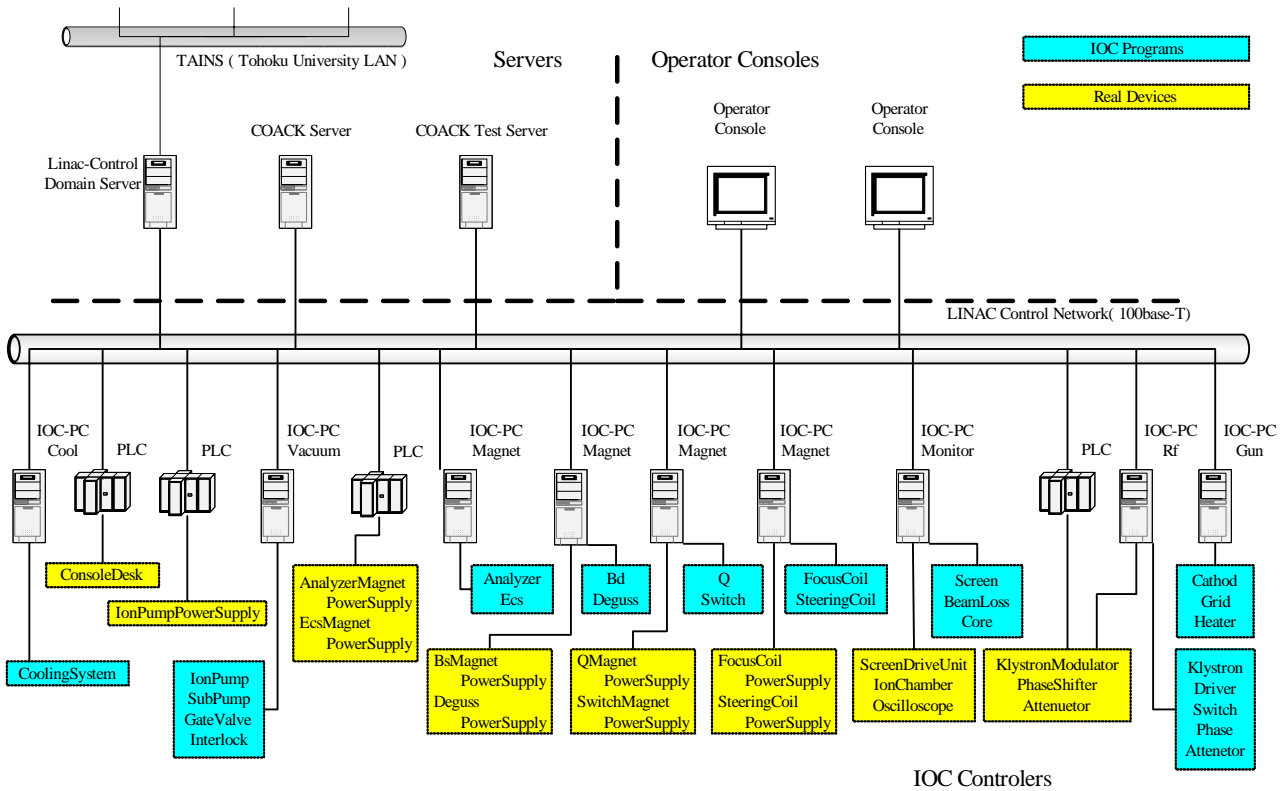 TAINS ( Tohoku University LAN )
Servers
Operator Consoles
IOC Programs
Real Devices
Linac-Control
Domain Server
COACK Server
COACK Test Server
Operator
Console
Operator
Console
LINAC Control Network( 100base-T)
IOC-PC
Cool
PLC
PLC
IOC-PC
Vacuum
PLC
IOC-PC
Magnet
IOC-PC
Magnet
IOC-PC
Magnet
IOC-PC
Magnet
IOC-PC
Monitor
PLC
IOC-PC
Rf
IOC-PC
Gun
ConsoleDesk
IonPumpPowerSupply
CoolingSystem
IonPump
SubPump
GateValve
Interlock
AnalyzerMagnet
PowerSupply
EcsMagnet
PowerSupply
Analyzer
Ecs
Bd
Deguss
Q
Switch
FocusCoil
SteeringCoil
Screen
BeamLoss
Core
Cathod
Grid
Heater
BsMagnet
PowerSupply
Deguss
PowerSupply
QMagnet
PowerSupply
SwitchMagnet
PowerSupply
FocusCoil
PowerSupply
SteeringCoil
PowerSupply
ScreenDriveUnit
IonChamber
Oscilloscope
KlystronModulator
PhaseShifter
Attenuetor
Klystron
Driver
Switch
Phase
Attenetor
IOC Controlers